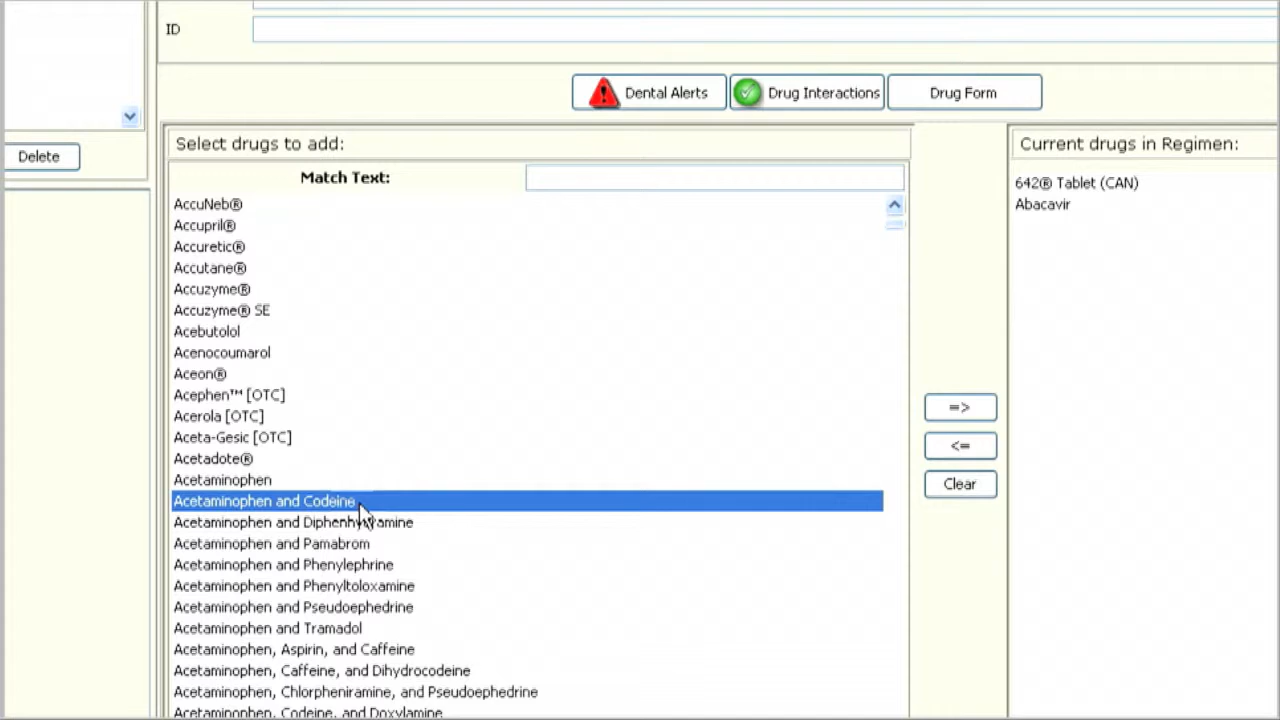 ID
Dental Alerts
Drug Interactions
Drug Form
Delete
Select drugs to add:
Match Text:
AccuNeb®
Accupril®
Accuretic®
Accutane®
Accuzyme®
Accuzyme® SE
Acebutolol
Acenocoumarol
Aceon®
Acephen™ [OTC]
Acerola [OTC]
Aceta-Gesic [OTC]
Acetadote®
Acetaminophen
Acetaminophen and Codeine
Acetaminophen and Diphenhydramine
Acetaminophen and Pamabrom
Acetaminophen and Phenylephrine
Acetaminophen and Phenyltoloxamine
Acetaminophen and Pseudoephedrine
Acetaminophen and Tramadol
Acetaminophen, Aspirin, and Caffeine
Acetaminophen, Caffeine, and Dihydrocodeine
Acetaminophen, Chlorpheniramine, and Pseudoephedrine
Acetaminophen, Codeine, and Doxylamine
=>
<=
Clear
Current drugs in Regimen:
642® Tablet (CAN)
Abacavir